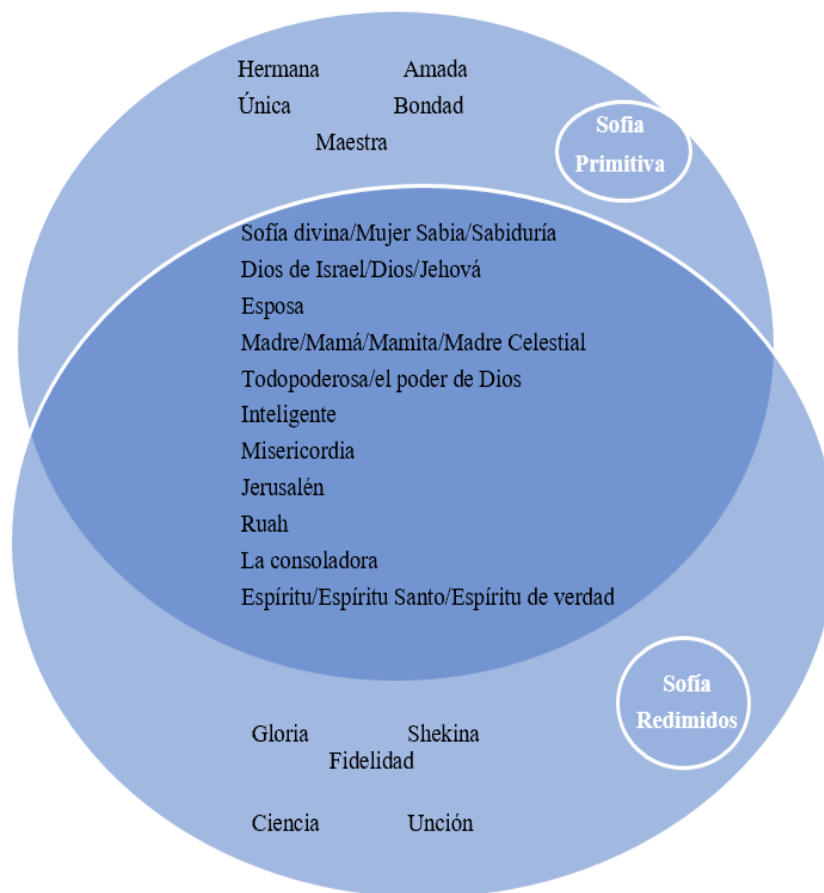 Hermana Amada
Única Bondad
Maestra
Sofia
Primitiva
Sofía divina/Mujer Sabia/Sabiduría
Dios de Israel/Dios/Jehová
Esposa
Madre/Mamá/Mamita/Madre Celestial
Todopoderosa/el poder de Dios
Inteligente
Misericordia
Jerusalén
Ruah
La consoladora
Espíritu/Espíritu Santo/Espíritu de verdad
Sofía
Redimidos
Gloria Shekina
Fidelidad
Ciencia Unción